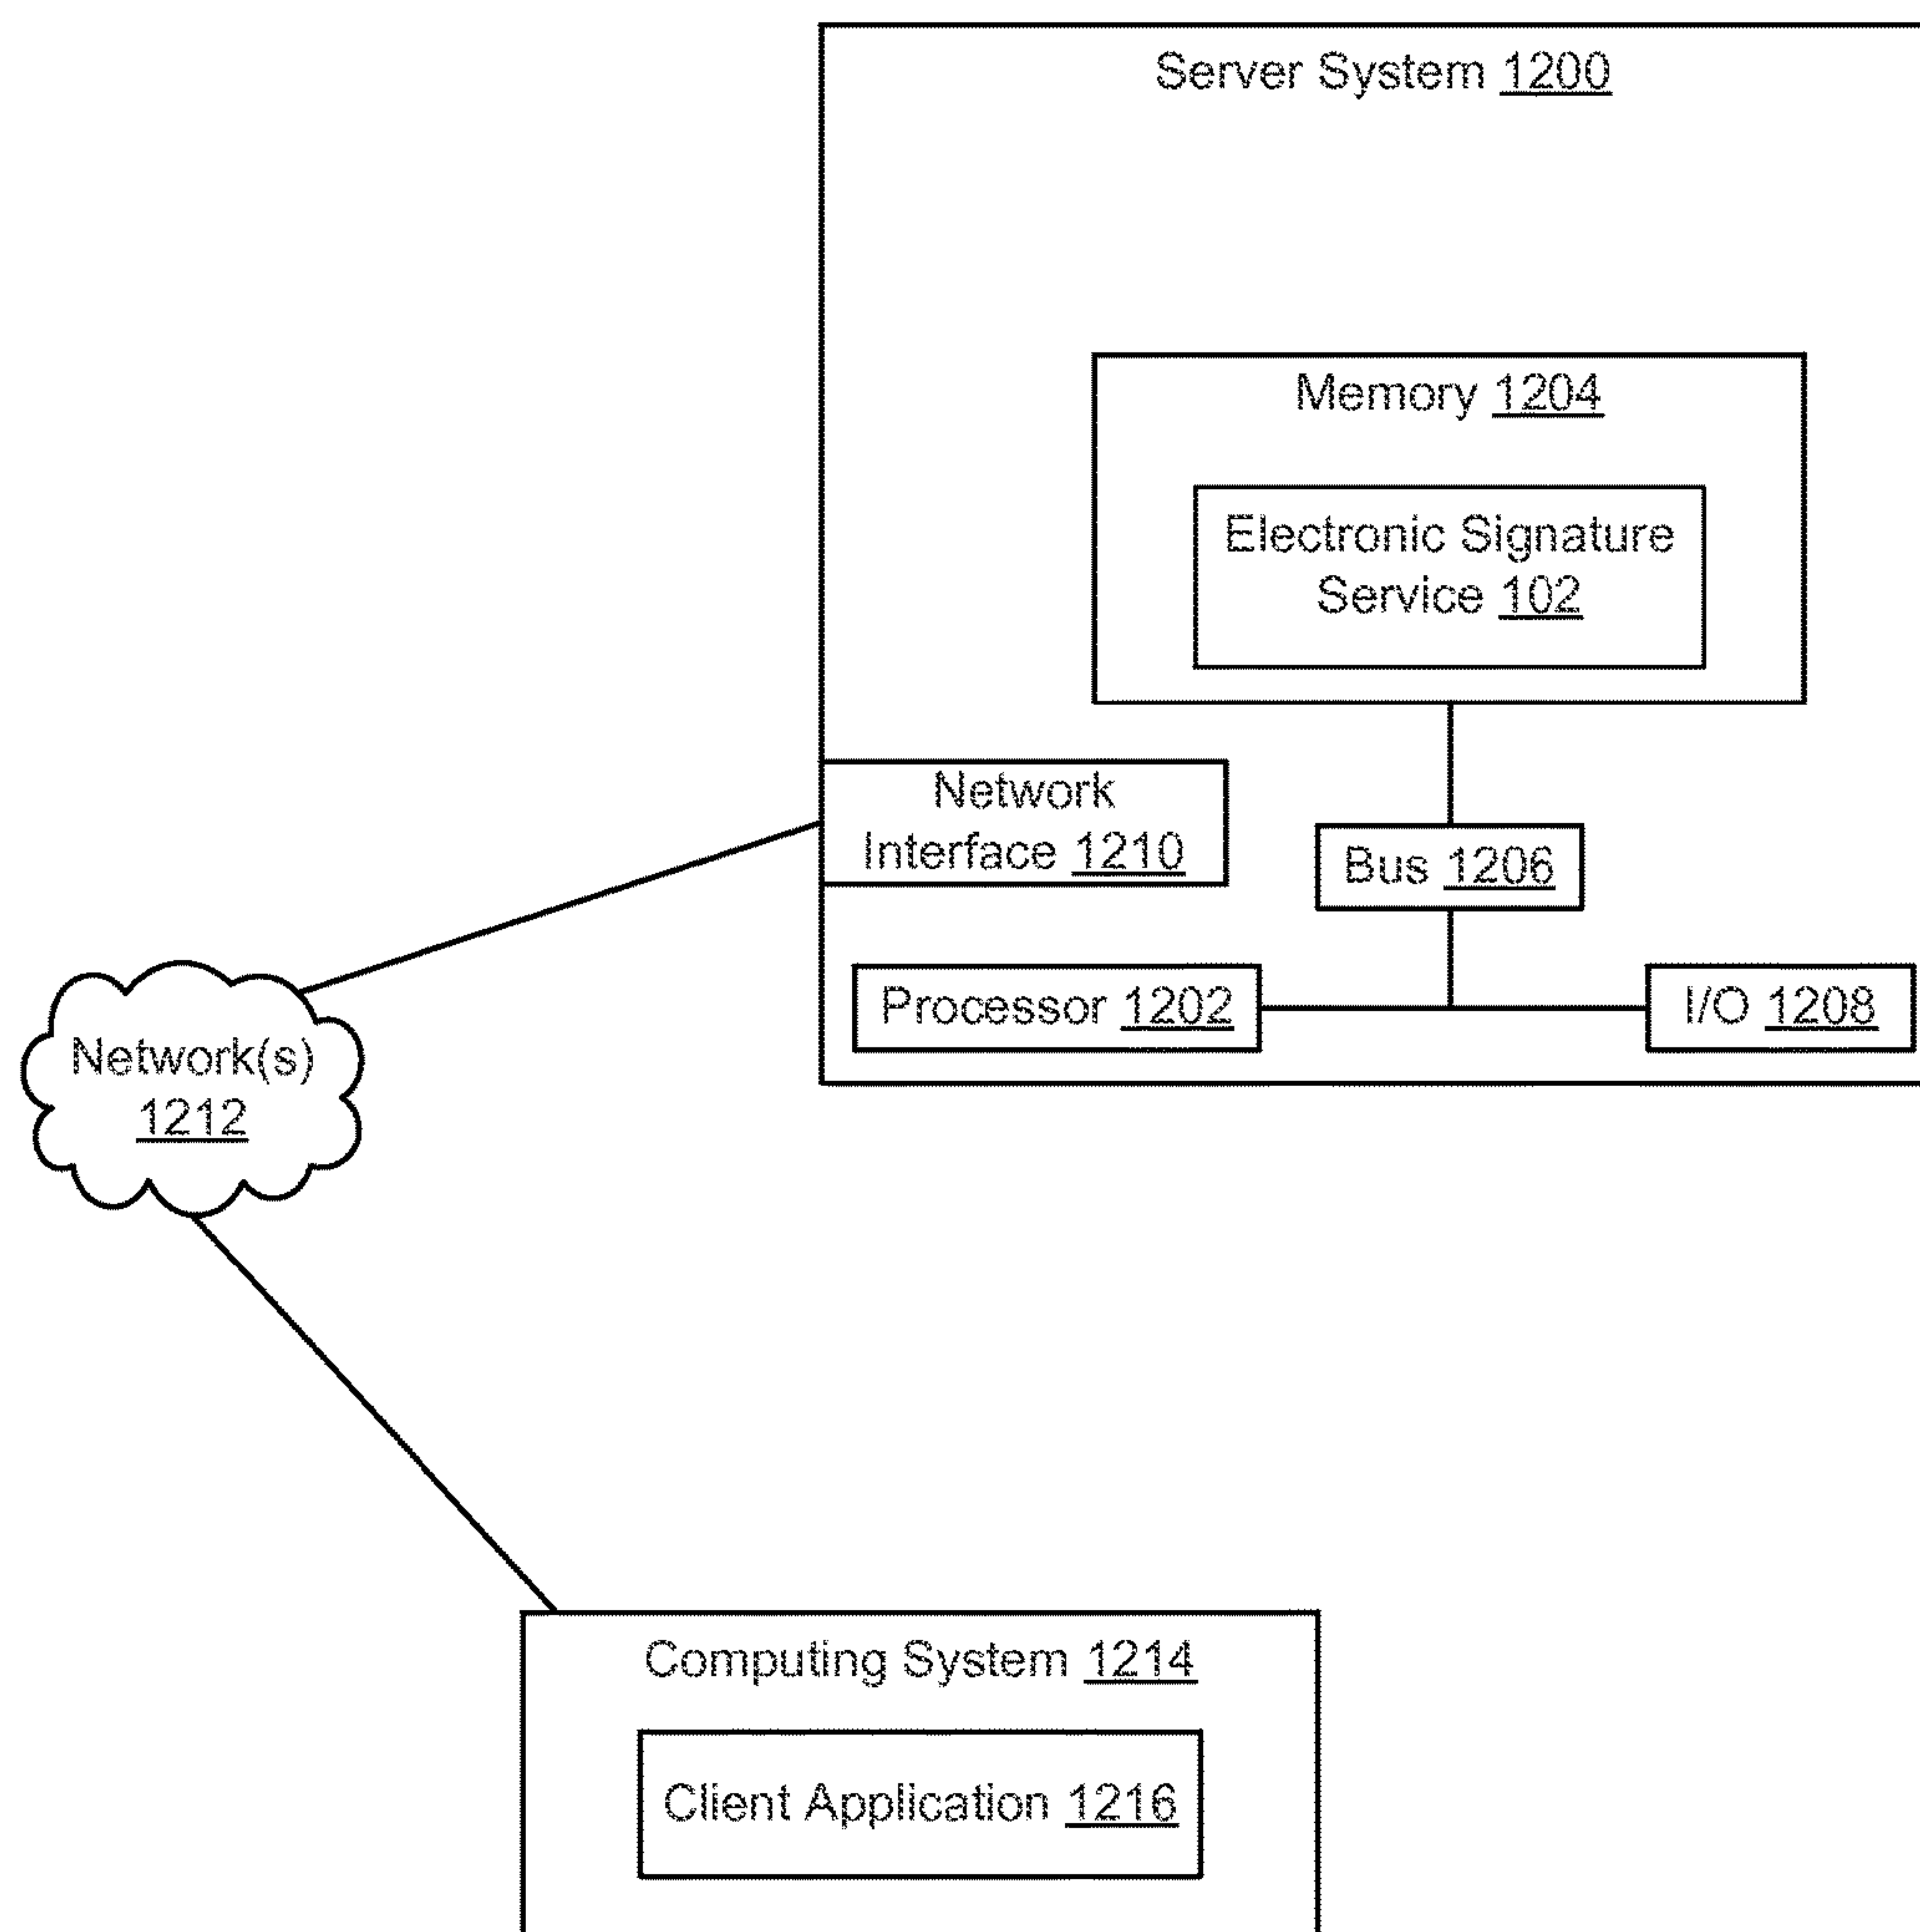 Server System 1200
Memory 1204
Electronic Signature
Service 102
Network
Interface 1210
Bus 1206
Processor 1202
I/O 1208
Network(s)
1212
Computing System 1214
Client Application 1216